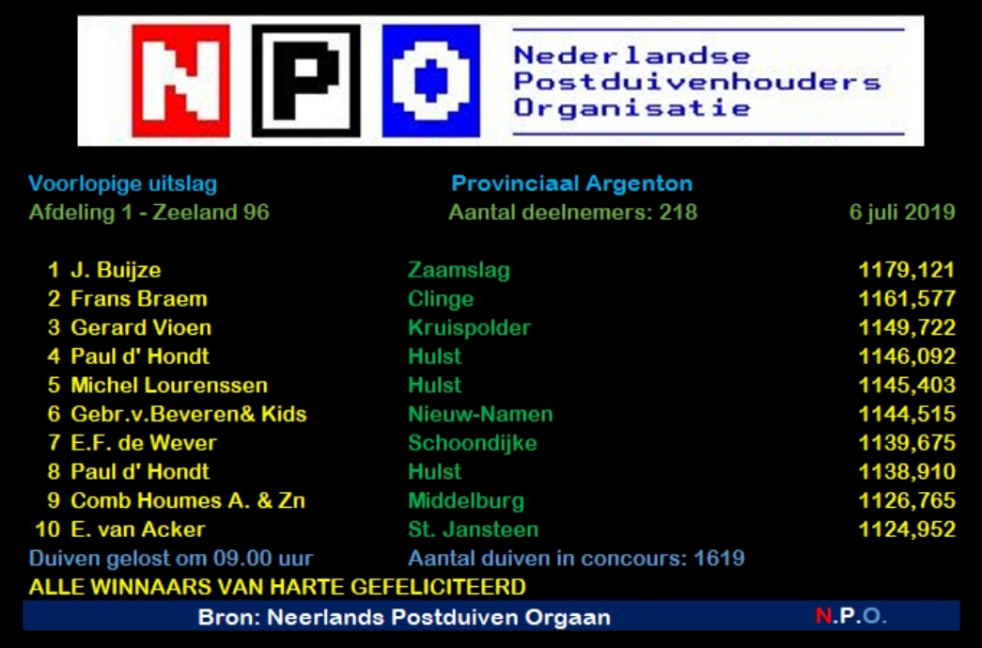 NPO
Nederlandse
Postduivenhouders
Organisatie
Voorlopige uitslag Provinciaal Argenton
Afdeling 1 - Zeeland 96 Aantal deelnemers: 218 6 juli 2019
1 J. Buijze Zaamslag 1179,121
2 Frans Braem Clinge 1161,577
3 Gerard Vioen Kruispolder 1149,722
4 Paul d' Hondt Hulst 1146,092
5 Michel Lourenssen Hulst 1145,403
6 Gebr.v.Beveren& Kids Nieuw-Namen 1144,515
7 E.F. de Wever Schoondijke 1139,675
8 Paul d' Hondt Hulst 1138,910
9 Comb Houmes A. & Zn Middelburg 1126,765
10 E. van Acker St. Jansteen 1124,952
Duiven gelost om 09.00 uur Aantal duiven in concours: 1619
ALLE WINNAARS VAN HARTE GEFELICITEERD
Bron: Neerlands Postduiven Orgaan N.P.O.